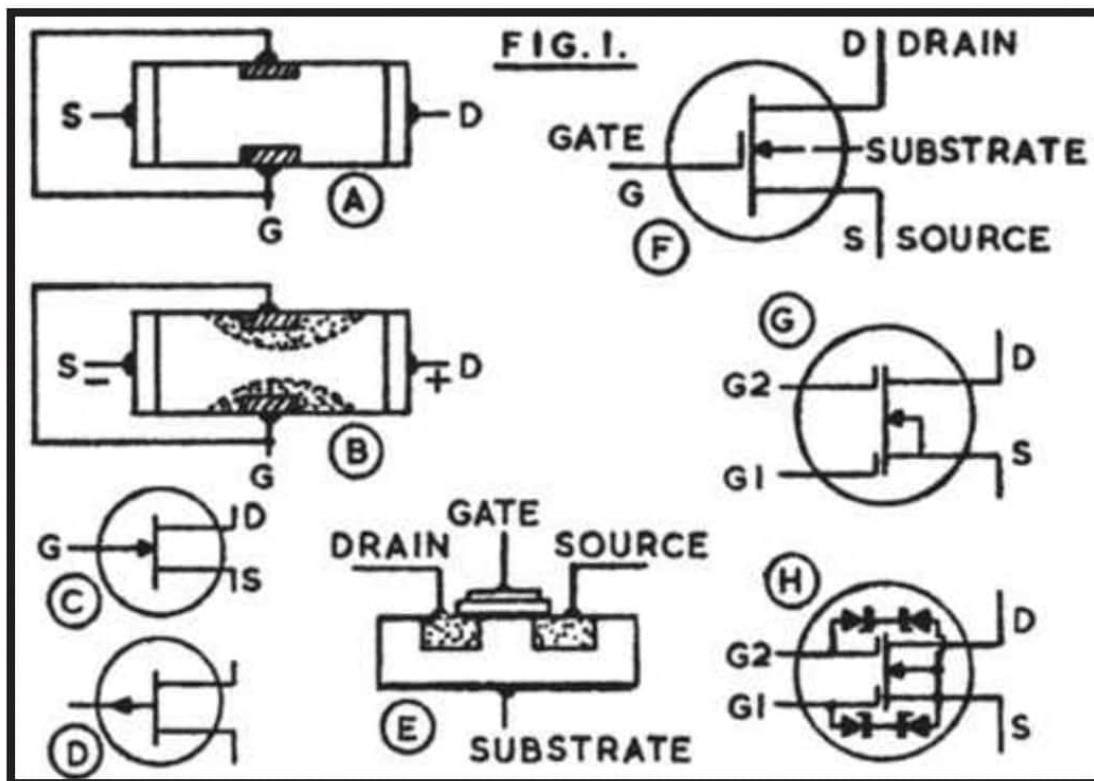 FIG.1.
S
D
G
A
S
–
+
D
G
B
G
D
S
C
D
GATE
DRAIN
SOURCE
E
SUBSTRATE
D
DRAIN
GATE
SUBSTRATE
G
S
SOURCE
F
G
D
G2
G1
S
H
D
G2
G1
S